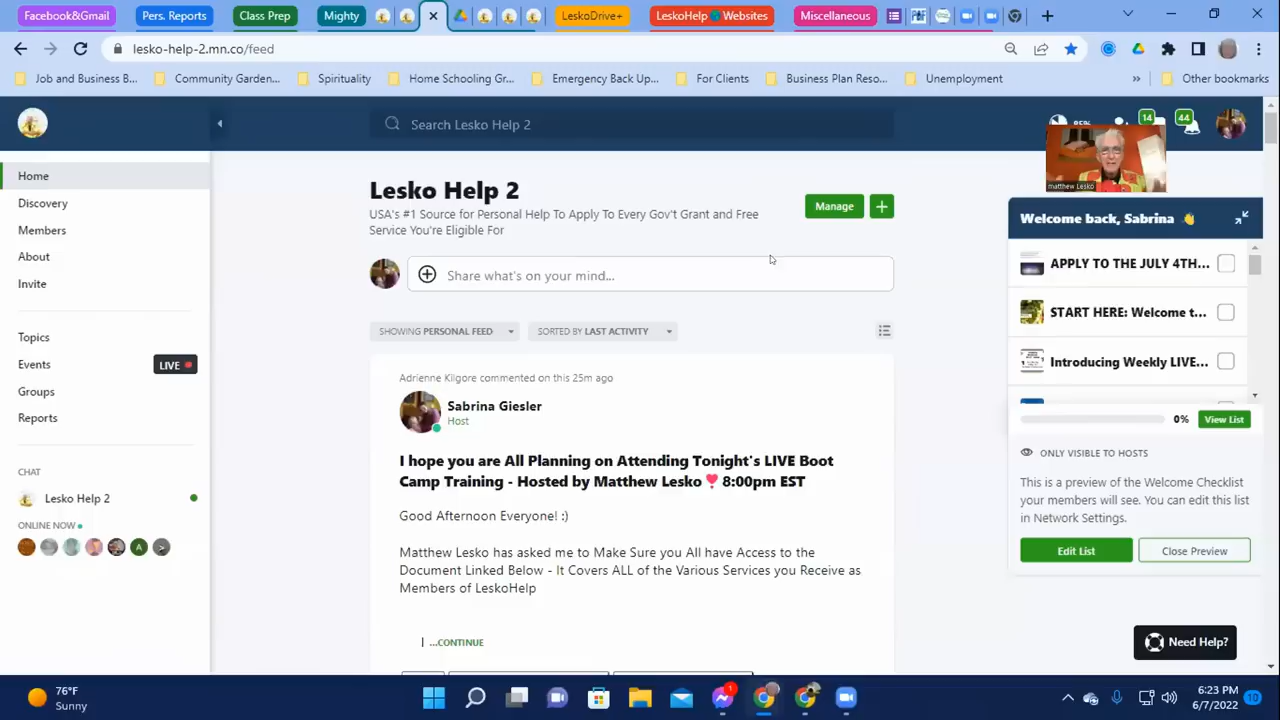 Facebook&Gmail Pers. Reports Class Prep Mighty LeskoDrive+ LeskoHelp Websites Miscellaneous
lesko-help-2.mn.co/feed
Job and Business B... Community Garden... Spirituality Home Schooling Gr... Emergency Back Up... For Clients Business Plan Reso... Unemployment » Other bookmarks
Search Lesko Help 2
14
44
matthew Lesko
Home
Discovery
Members
About
Invite
Topics
Events LIVE
Groups
Reports
CHAT
Lesko Help 2
ONLINE NOW
A
>
Lesko Help 2
USA's #1 Source for Personal Help To Apply To Every Gov't Grant and Free
Service You're Eligible For
Manage
Share what's on your mind...
SHOWING PERSONAL FEED
SORTED BY LAST ACTIVITY
Adrienne Kilgore commented on this 25m ago
Sabrina Giesler
Host
I hope you are All Planning on Attending Tonight's LIVE Boot
Camp Training - Hosted by Matthew Lesko ❣️ 8:00pm EST
Good Afternoon Everyone! :)
Matthew Lesko has asked me to Make Sure you All have Access to the
Document Linked Below - It Covers ALL of the Various Services you Receive as
Members of LeskoHelp
| ...CONTINUE
Welcome back, Sabrina 👋
APPLY TO THE JULY 4TH...
START HERE: Welcome t...
Introducing Weekly LIVE...
0% View List
ONLY VISIBLE TO HOSTS
This is a preview of the Welcome Checklist
your members will see. You can edit this list
in Network Settings.
Edit List
Close Preview
Need Help?
76°F
Sunny
1
6:23 PM
6/7/2022
10